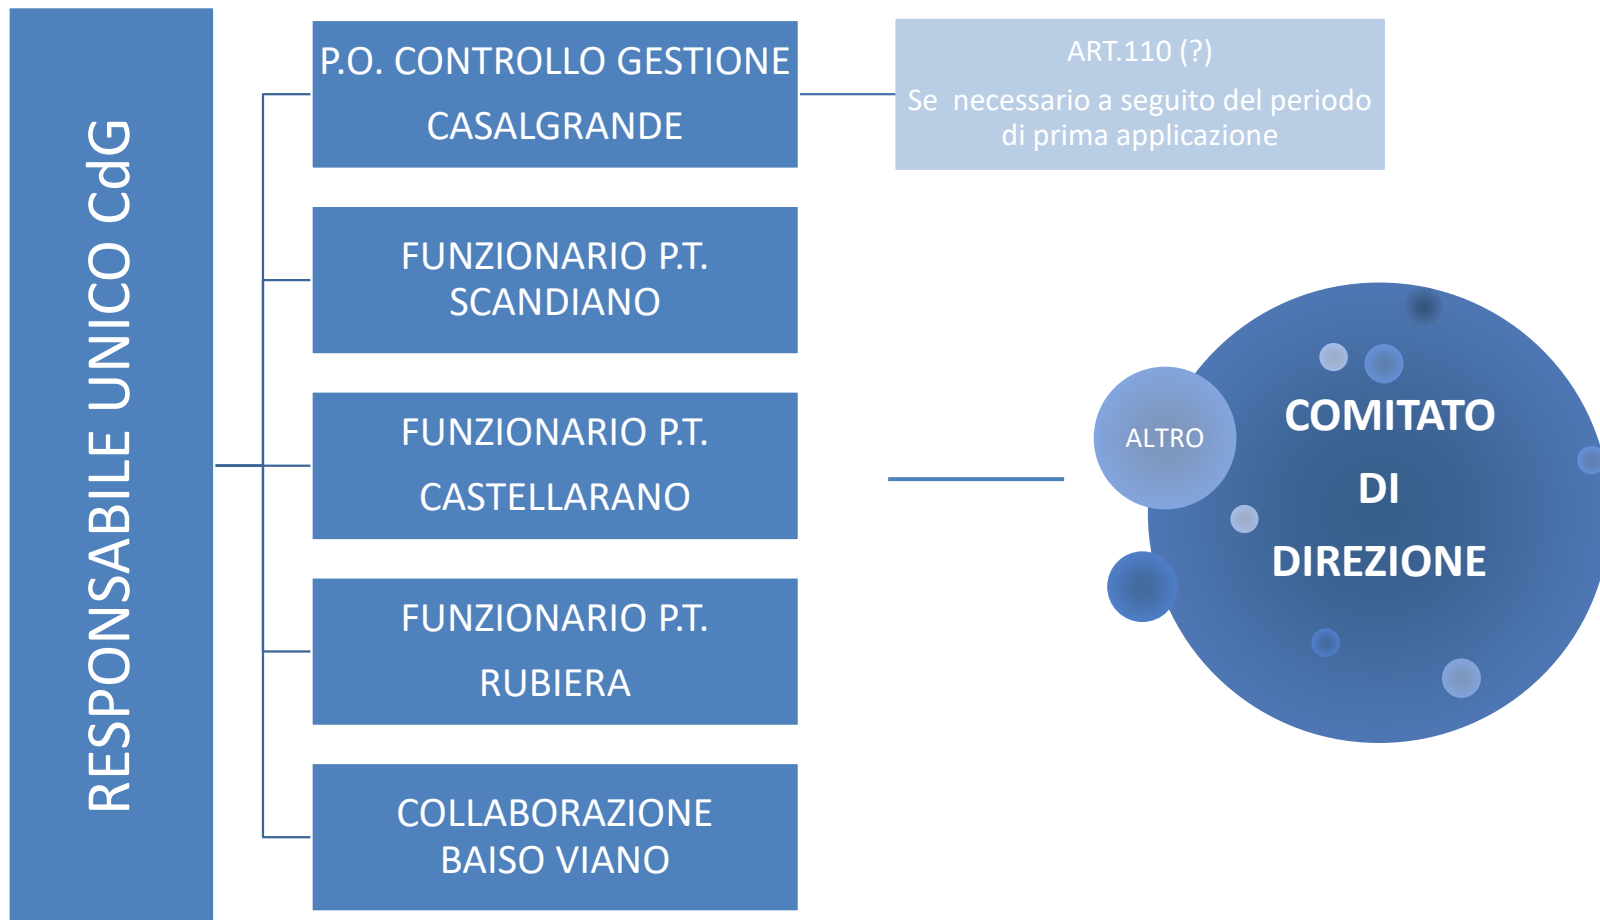 RESPONSABILE UNICO CdG
P.O. CONTROLLO GESTIONE
CASALGRANDE
ART.110 (?)
Se necessario a seguito del periodo
di prima applicazione
FUNZIONARIO P.T.
SCANDIANO
FUNZIONARIO P.T.
CASTELLARANO
FUNZIONARIO P.T.
RUBIERA
COLLABORAZIONE
BAISO VIANO
ALTRO
COMITATO
DI
DIREZIONE